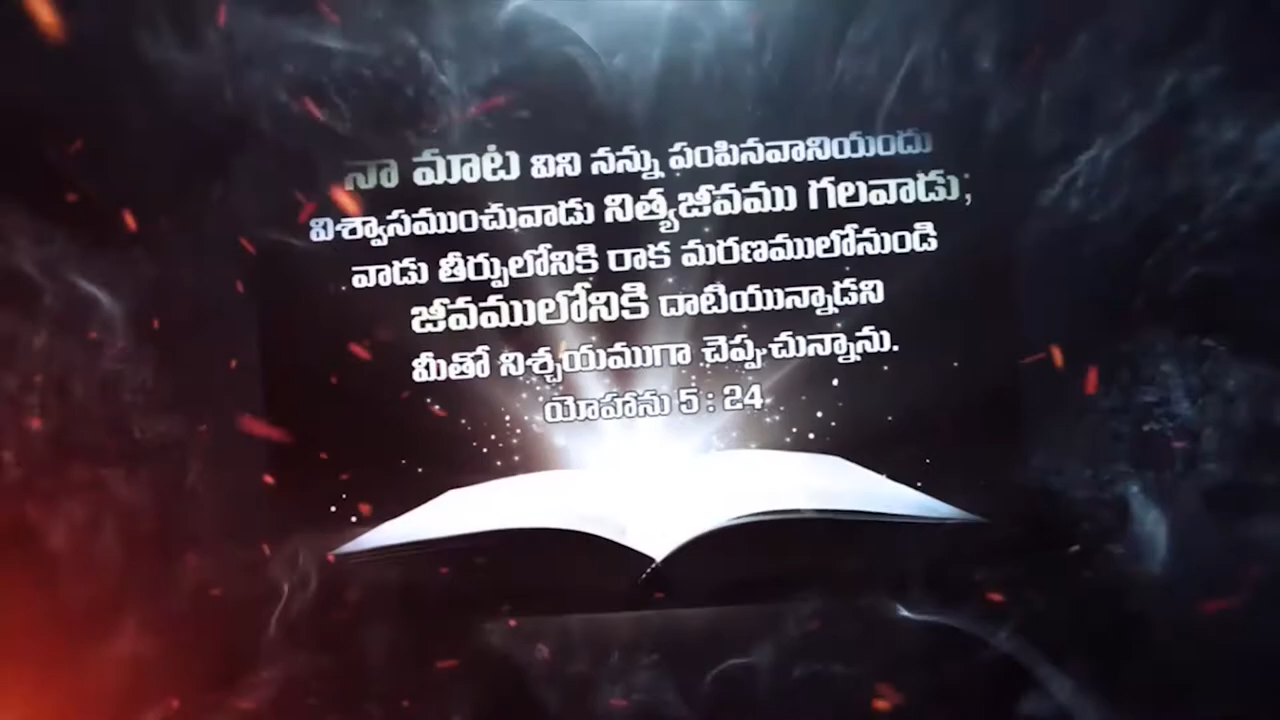 నా మాట విని నన్ను పంపినవానియందు
విశ్వాసముంచువాడు నిత్యజీవము గలవాడు;
వాడు తీర్పులోనికి రాక మరణములోనుండి
జీవములోనికి దాటియున్నాడని
మీతో నిశ్చయముగా చెప్పుచున్నాను.
యోహాను 5 : 24